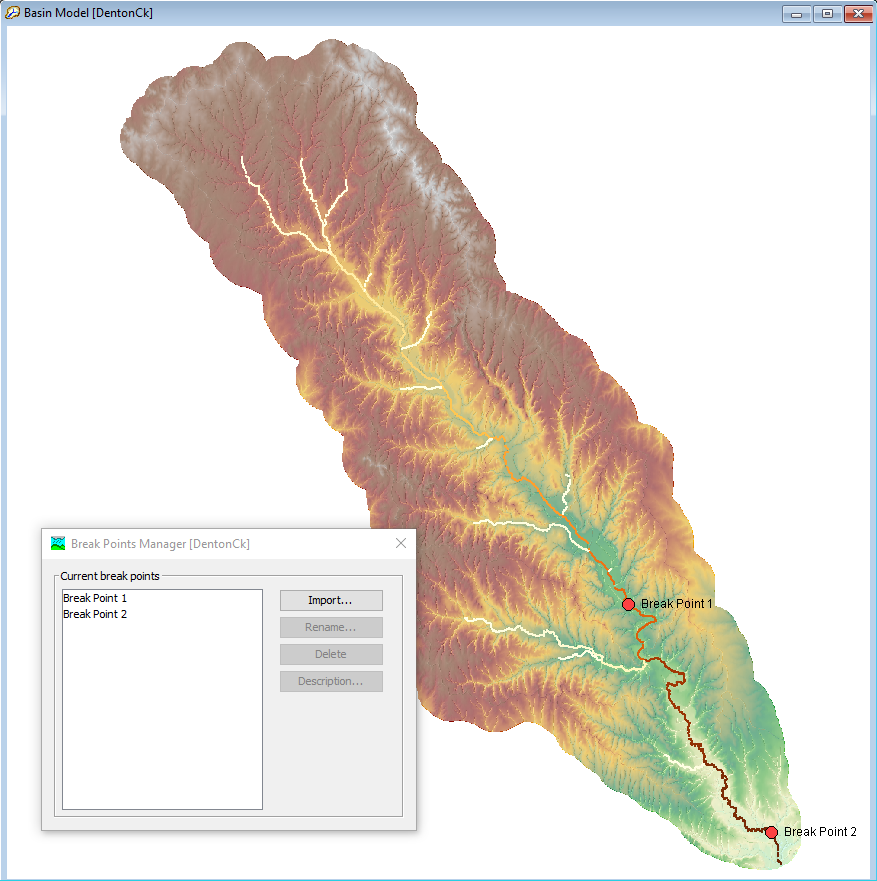 Basin Model [DentonCk]
Break Points Manager [DentonCk]
Current break points
Break Point 1
Break Point 2
Import...
Rename...
Delete
Description...
Break Point 1
Break Point 2